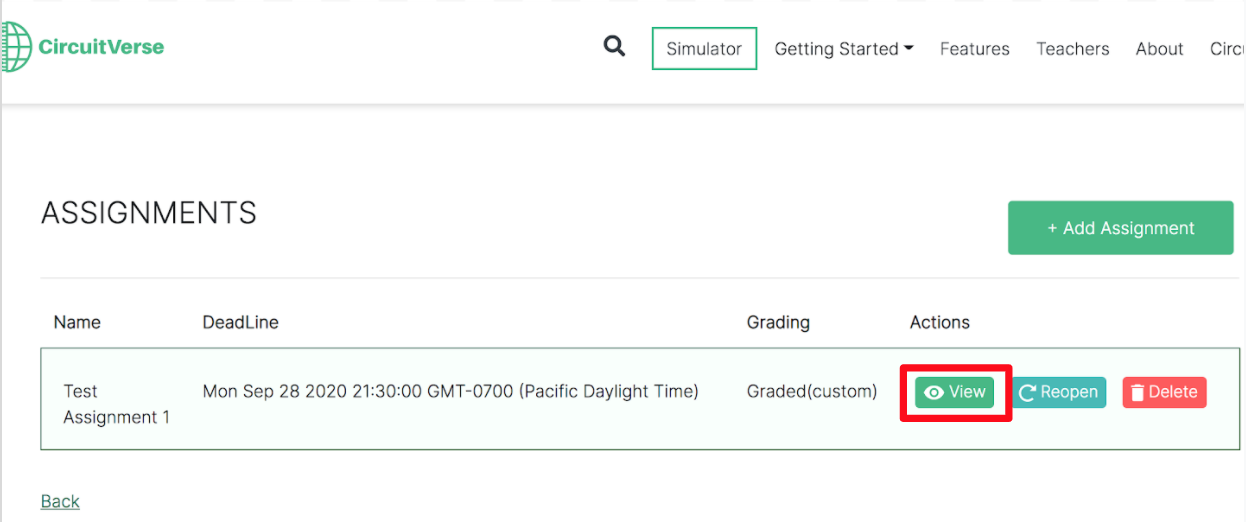 CircuitVerse
Simulator Getting Started Features Teachers About Circ
ASSIGNMENTS
+ Add Assignment
Name DeadLine Grading Actions
Test Mon Sep 28 2020 21:30:00 GMT-0700 (Pacific Daylight Time) Graded(custom) View Reopen Delete
Assignment 1
Back